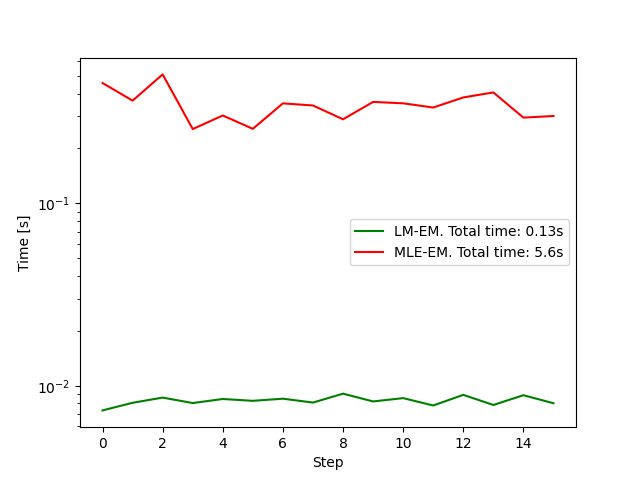 Time [s]
10⁻¹
10⁻²
LM-EM. Total time: 0.13s
MLE-EM. Total time: 5.6s
0 2 4 6 8 10 12 14
Step